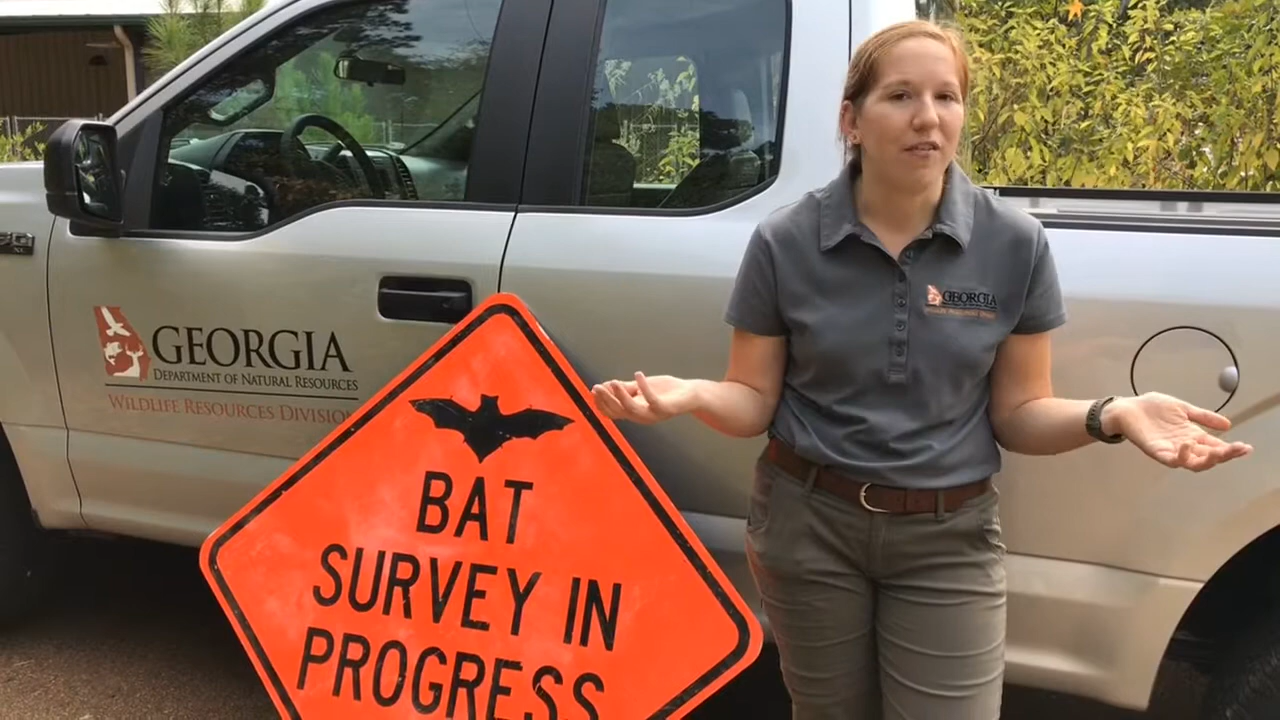 GEORGIA
DEPARTMENT OF NATURAL RESOURCES
WILDLIFE RESOURCES DIVISION
BAT
SURVEY IN
PROGRESS
GEORGIA